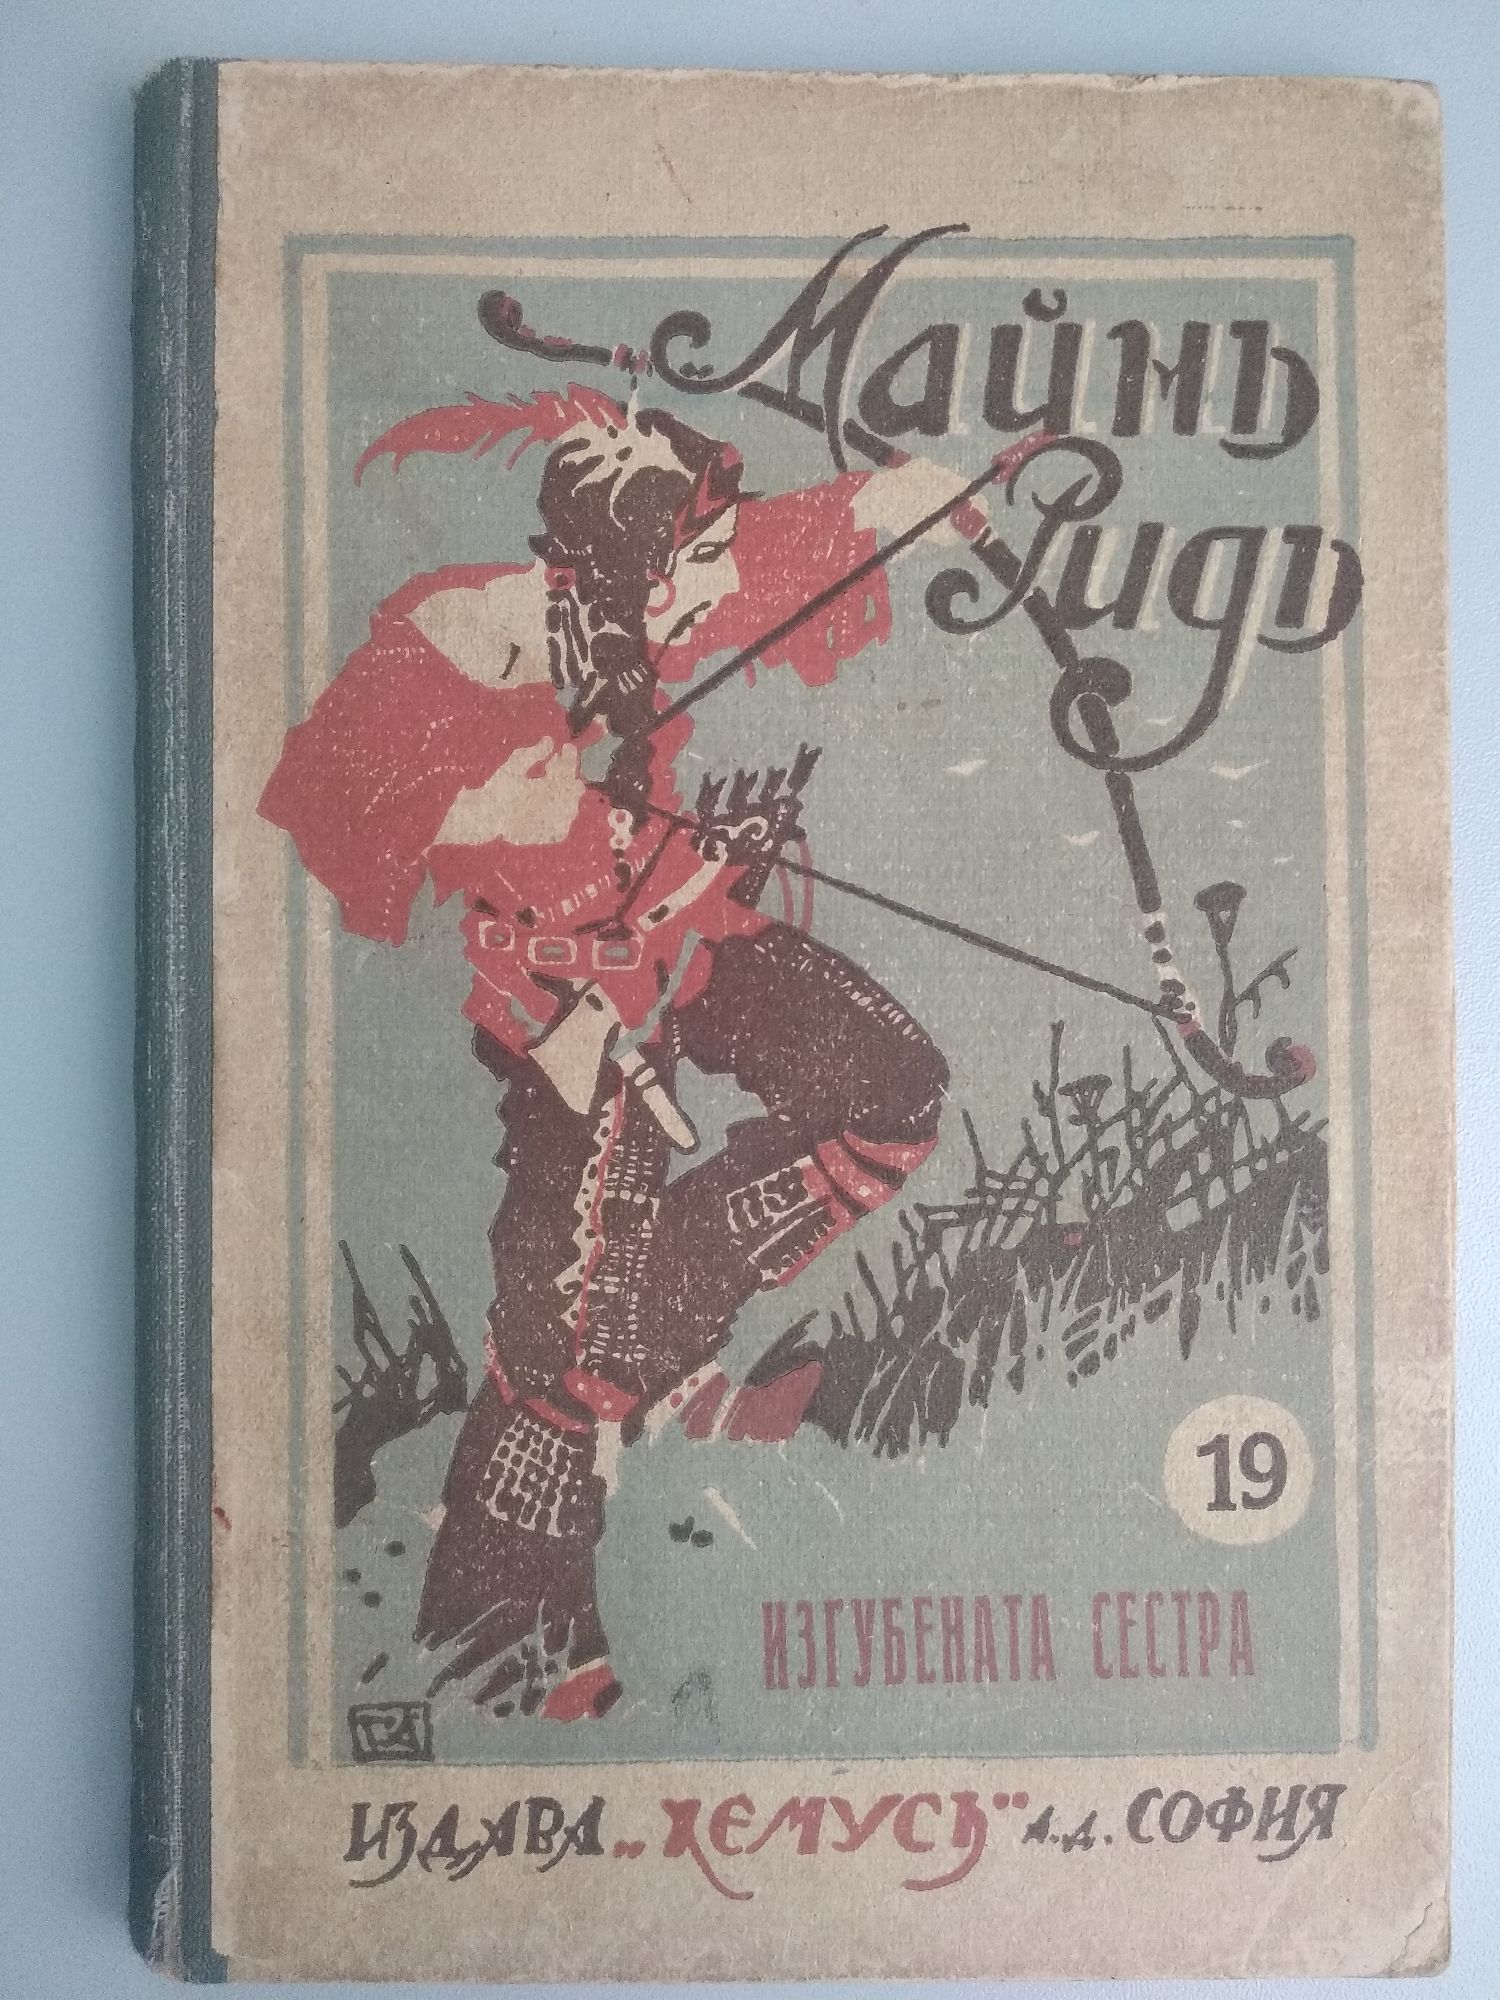 Майнъ
Ридъ
19
ИЗГУБЕНАТА СЕСТРА
ИЗДАВА „ХЕМУСЪ" А.Д. СОФИЯ